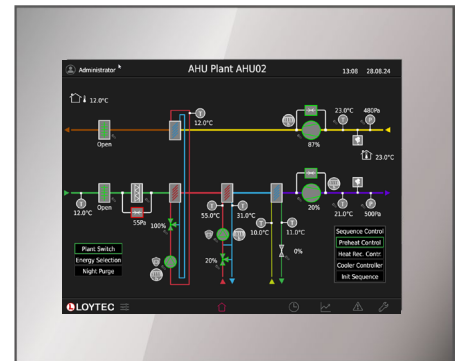 Administrator
AHU Plant AHU02
13:08 28.08.24
12.0°C
T
12.0°C
23.0°C
480Pa
T
P
Open
87%
23.0°C
Open
T
12.0°C
55Pa
100%
T
55.0°C
T
31.0°C
20%
T
21.0°C
P
500Pa
T
10.0°C
T
11.0°C
20%
0%
Plant Switch
Energy Selection
Night Purge
Sequence Control
Preheat Control
Heat Rec. Contr.
Cooler Controller
Init Sequence
LOYTEC